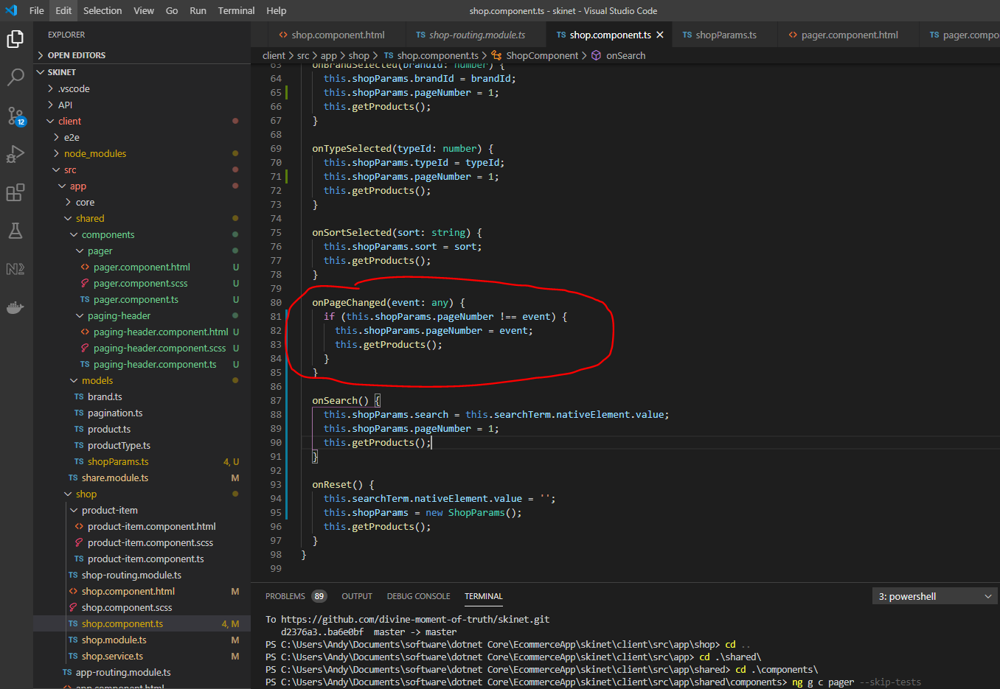 File Edit Selection View Go Run Terminal Help shop.component.ts - skinet - Visual Studio Code
EXPLORER
OPEN EDITORS
SKINET
.vscode
API
client
e2e
node_modules
src
app
core
shared
components
pager
pager.component.html U
pager.component.scss U
TS pager.component.ts U
paging-header
paging-header.component.html U
paging-header.component.scss U
TS paging-header.component.ts U
models
TS brand.ts
TS pagination.ts
TS product.ts
TS productType.ts
TS shopParams.ts 4, U
TS share.module.ts M
shop
product-item
product-item.component.html
product-item.component.scss
TS product-item.component.ts
TS shop-routing.module.ts
shop.component.html M
shop.component.scss
TS shop.component.ts 4, M
TS shop.module.ts M
TS shop.service.ts M
TS app-routing.module.ts
app.component.html
12
shop.component.html TS shop-routing.module.ts TS shop.component.ts TS shopParams.ts pager.component.html TS pager.compo
client > src > app > shop > TS shop.component.ts > ShopComponent > onSearch
63 onBrandSelected(brandId: number) {
64 this.shopParams.brandId = brandId;
65 this.shopParams.pageNumber = 1;
66 this.getProducts();
67 }
68
69 onTypeSelected(typeId: number) {
70 this.shopParams.typeId = typeId;
71 this.shopParams.pageNumber = 1;
72 this.getProducts();
73 }
74
75 onSortSelected(sort: string) {
76 this.shopParams.sort = sort;
77 this.getProducts();
78 }
79
80 onPageChanged(event: any) {
81 if (this.shopParams.pageNumber !== event) {
82 this.shopParams.pageNumber = event;
83 this.getProducts();
84 }
85 }
86
87 onSearch() {
88 this.shopParams.search = this.searchTerm.nativeElement.value;
89 this.shopParams.pageNumber = 1;
90 this.getProducts();
91 }
92
93 onReset() {
94 this.searchTerm.nativeElement.value = '';
95 this.shopParams = new ShopParams();
96 this.getProducts();
97 }
98 }
99
PROBLEMS 89 OUTPUT DEBUG CONSOLE TERMINAL 3: powershell
To https://github.com/divine-moment-of-truth/skinet.git
d2376a3..ba6e0bf master -> master
PS C:\Users\Andy\Documents\software\dotnet Core\EcommerceApp\skinet\client\src\app\shop> cd ..
PS C:\Users\Andy\Documents\software\dotnet Core\EcommerceApp\skinet\client\src\app> cd .\shared\
PS C:\Users\Andy\Documents\software\dotnet Core\EcommerceApp\skinet\client\src\app\shared> cd .\components\
PS C:\Users\Andy\Documents\software\dotnet Core\EcommerceApp\skinet\client\src\app\shared\components> ng g c pager --skip-tests